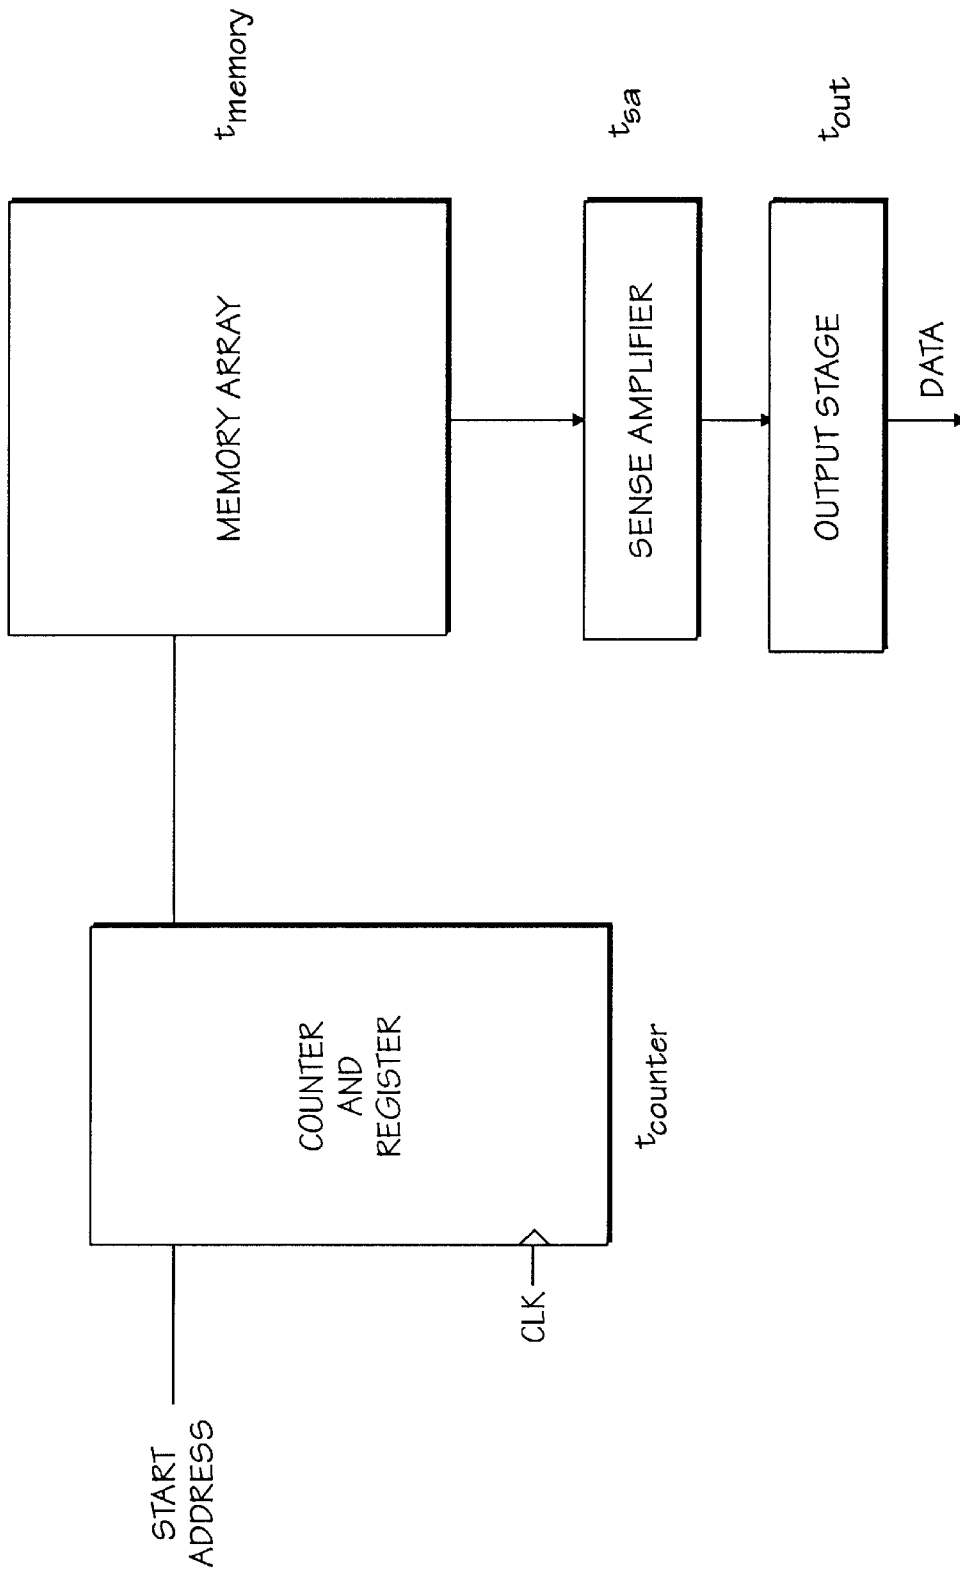 START
ADDRESS
CLK
COUNTER
AND
REGISTER
t_counter
MEMORY ARRAY
t_memory
SENSE AMPLIFIER
t_sa
OUTPUT STAGE
t_out
DATA